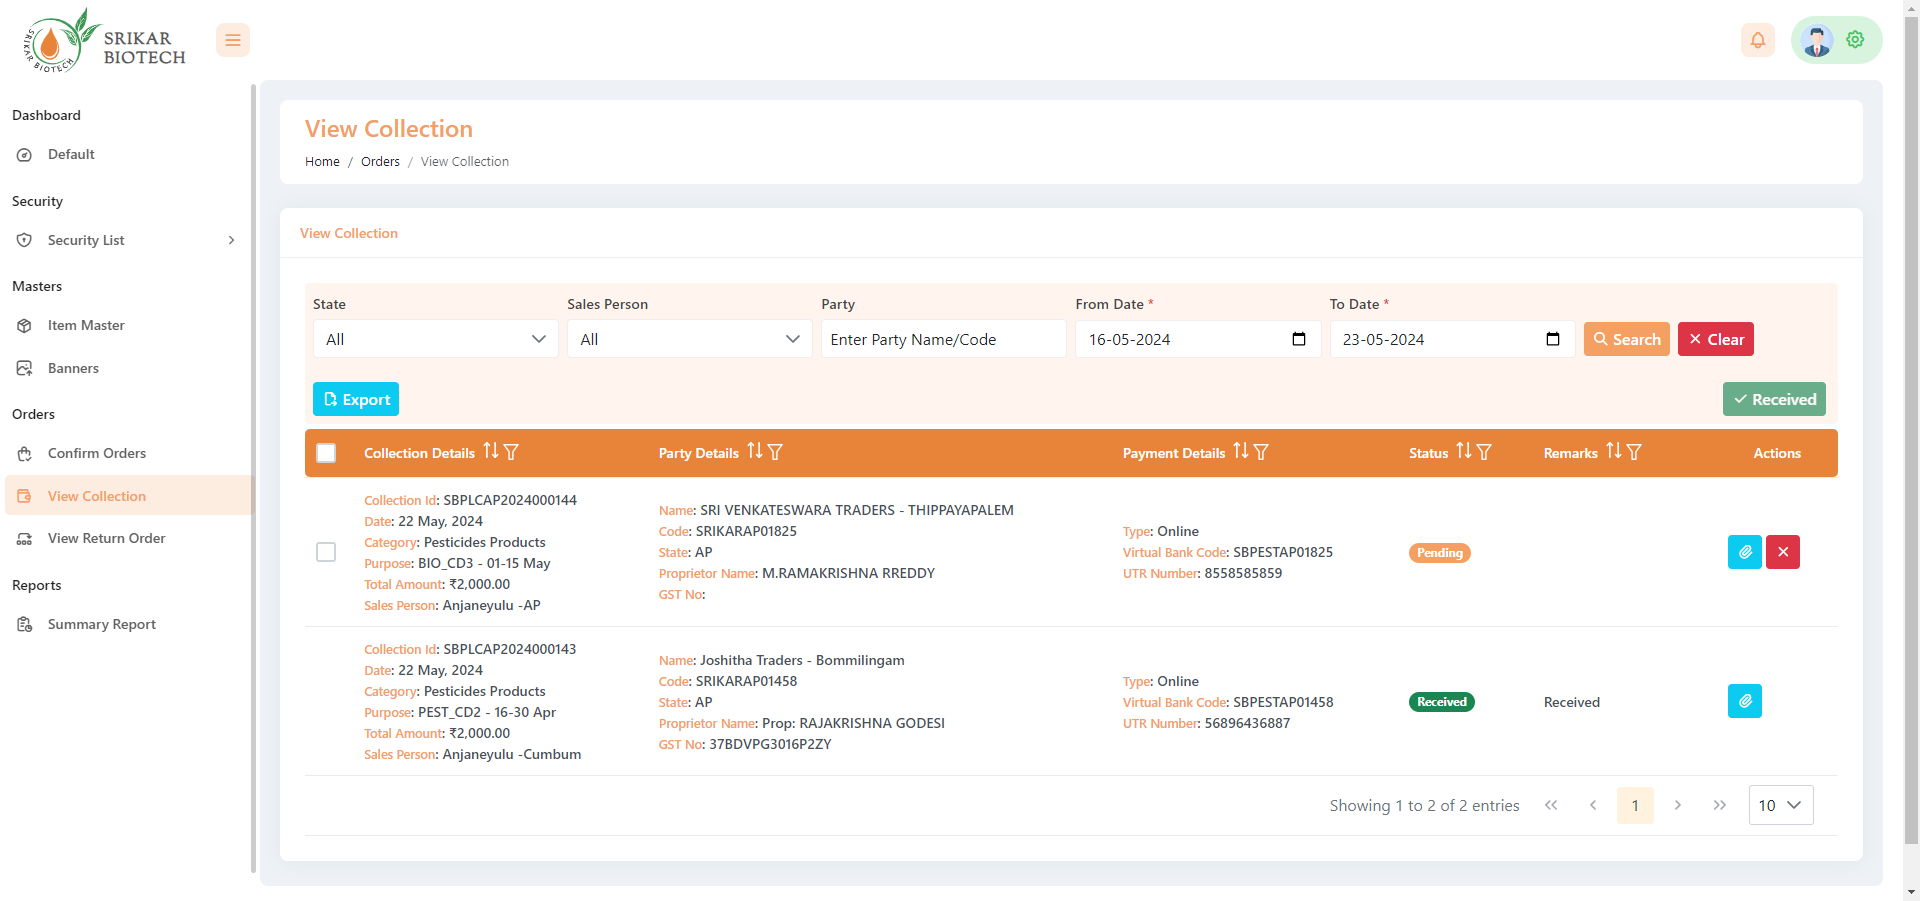 SRIKAR BIOTECH
SRIKAR
BIOTECH
Dashboard
Default
Security
Security List
Masters
Item Master
Banners
Orders
Confirm Orders
View Collection
View Return Order
Reports
Summary Report
View Collection
Home / Orders / View Collection
View Collection
State Sales Person Party From Date * To Date *
All All Enter Party Name/Code 16-05-2024 23-05-2024 Search Clear
Export Received
Collection Details Party Details Payment Details Status Remarks Actions
Collection Id: SBPLCAP2024000144
Date: 22 May, 2024
Category: Pesticides Products
Purpose: BIO_CD3 - 01-15 May
Total Amount: ₹2,000.00
Sales Person: Anjaneyulu -AP
Name: SRI VENKATESWARA TRADERS - THIPPAYAPALEM
Code: SRIKARAP01825
State: AP
Proprietor Name: M.RAMAKRISHNA RREDDY
GST No:
Type: Online
Virtual Bank Code: SBPESTAP01825
UTR Number: 8558585859
Pending
Collection Id: SBPLCAP2024000143
Date: 22 May, 2024
Category: Pesticides Products
Purpose: PEST_CD2 - 16-30 Apr
Total Amount: ₹2,000.00
Sales Person: Anjaneyulu -Cumbum
Name: Joshitha Traders - Bommilingam
Code: SRIKARAP01458
State: AP
Proprietor Name: Prop: RAJAKRISHNA GODESI
GST No: 37BDVPG3016P2ZY
Type: Online
Virtual Bank Code: SBPESTAP01458
UTR Number: 56896436887
Received
Received
Showing 1 to 2 of 2 entries 1 10